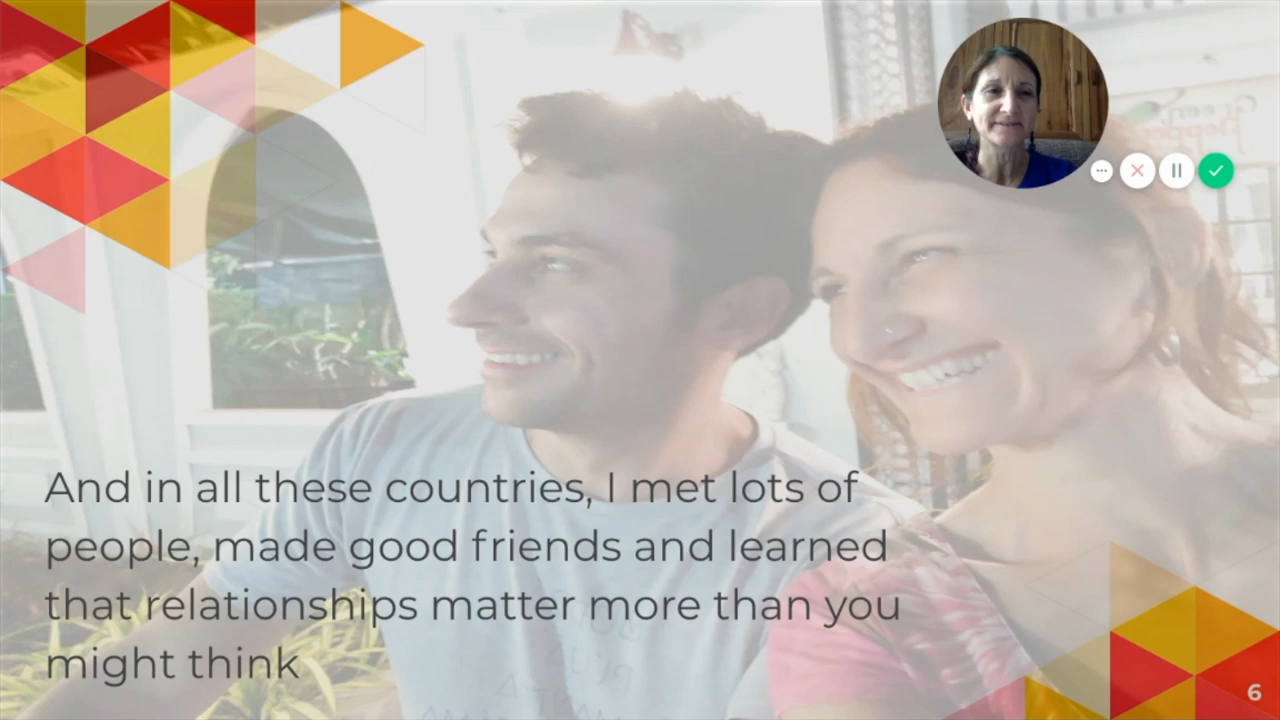 And in all these countries, I met lots of
people, made good friends and learned
that relationships matter more than you
might think
6